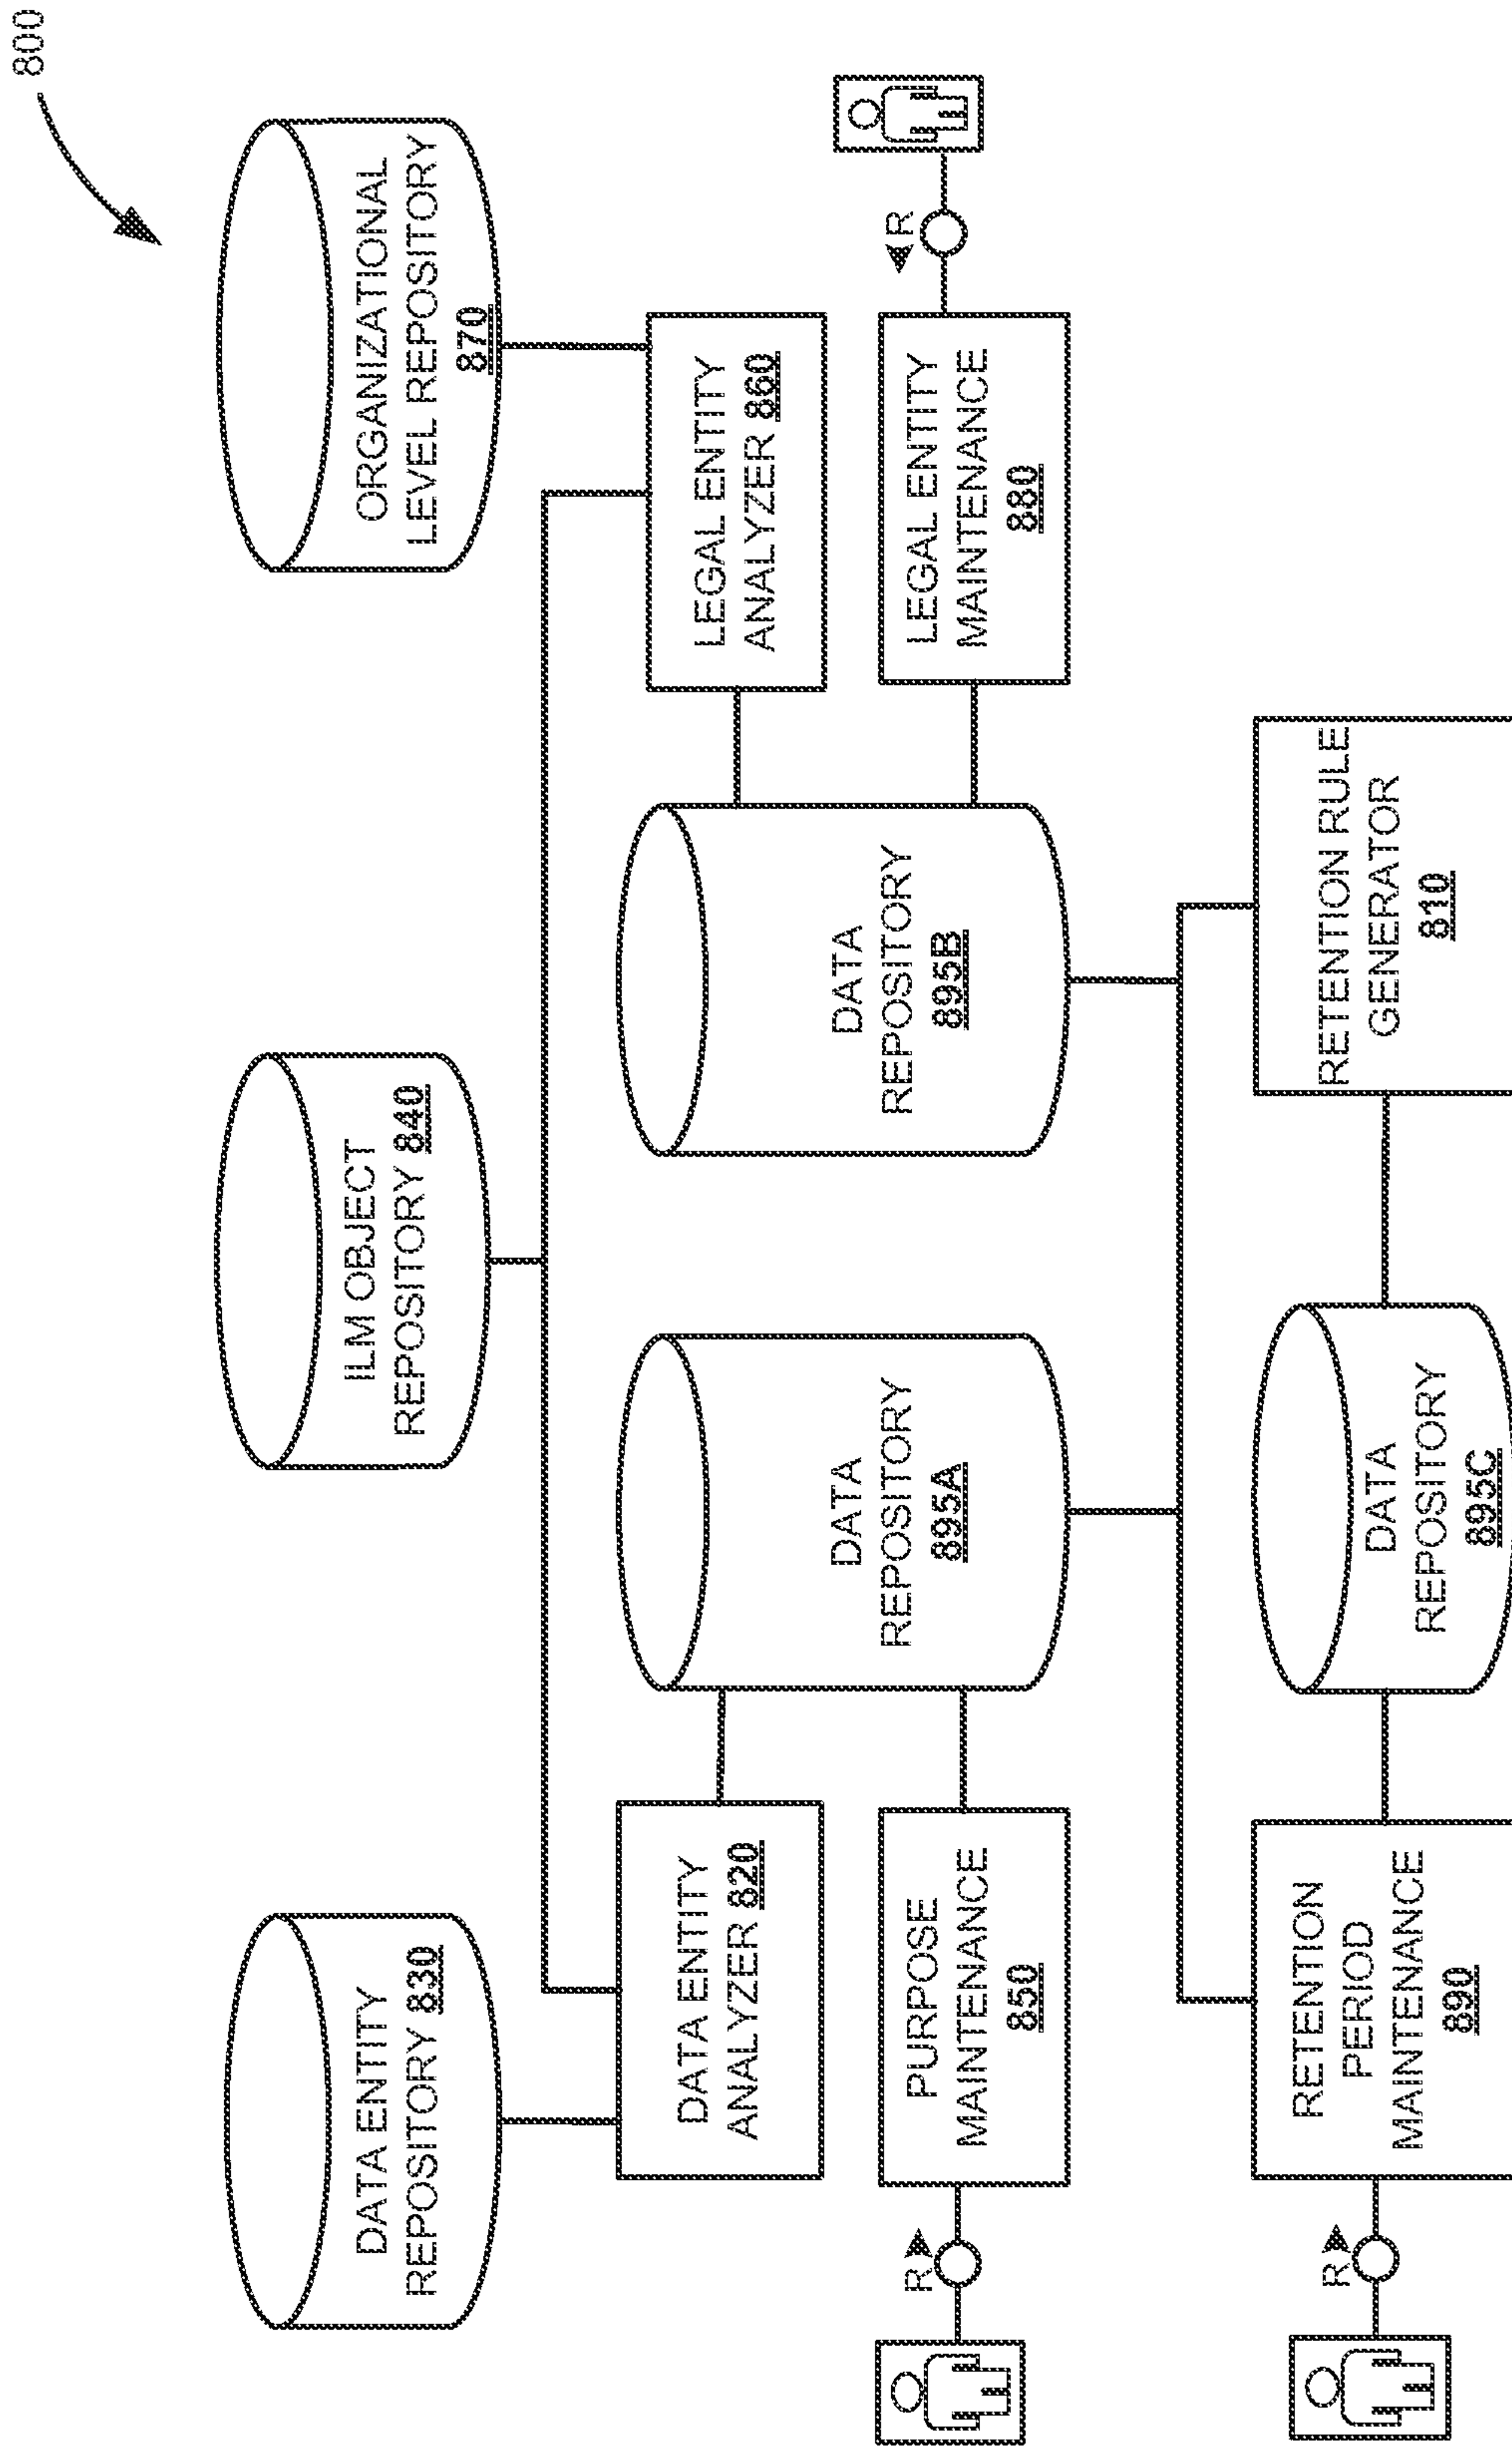 800
DATA ENTITY
REPOSITORY 830
ILM OBJECT
REPOSITORY 840
ORGANIZATIONAL
LEVEL REPOSITORY
870
DATA ENTITY
ANALYZER 820
LEGAL ENTITY
ANALYZER 860
DATA
REPOSITORY
895A
DATA
REPOSITORY
895B
R
PURPOSE
MAINTENANCE
850
LEGAL ENTITY
MAINTENANCE
880
R
R
RETENTION
PERIOD
MAINTENANCE
890
DATA
REPOSITORY
895C
RETENTION RULE
GENERATOR
810